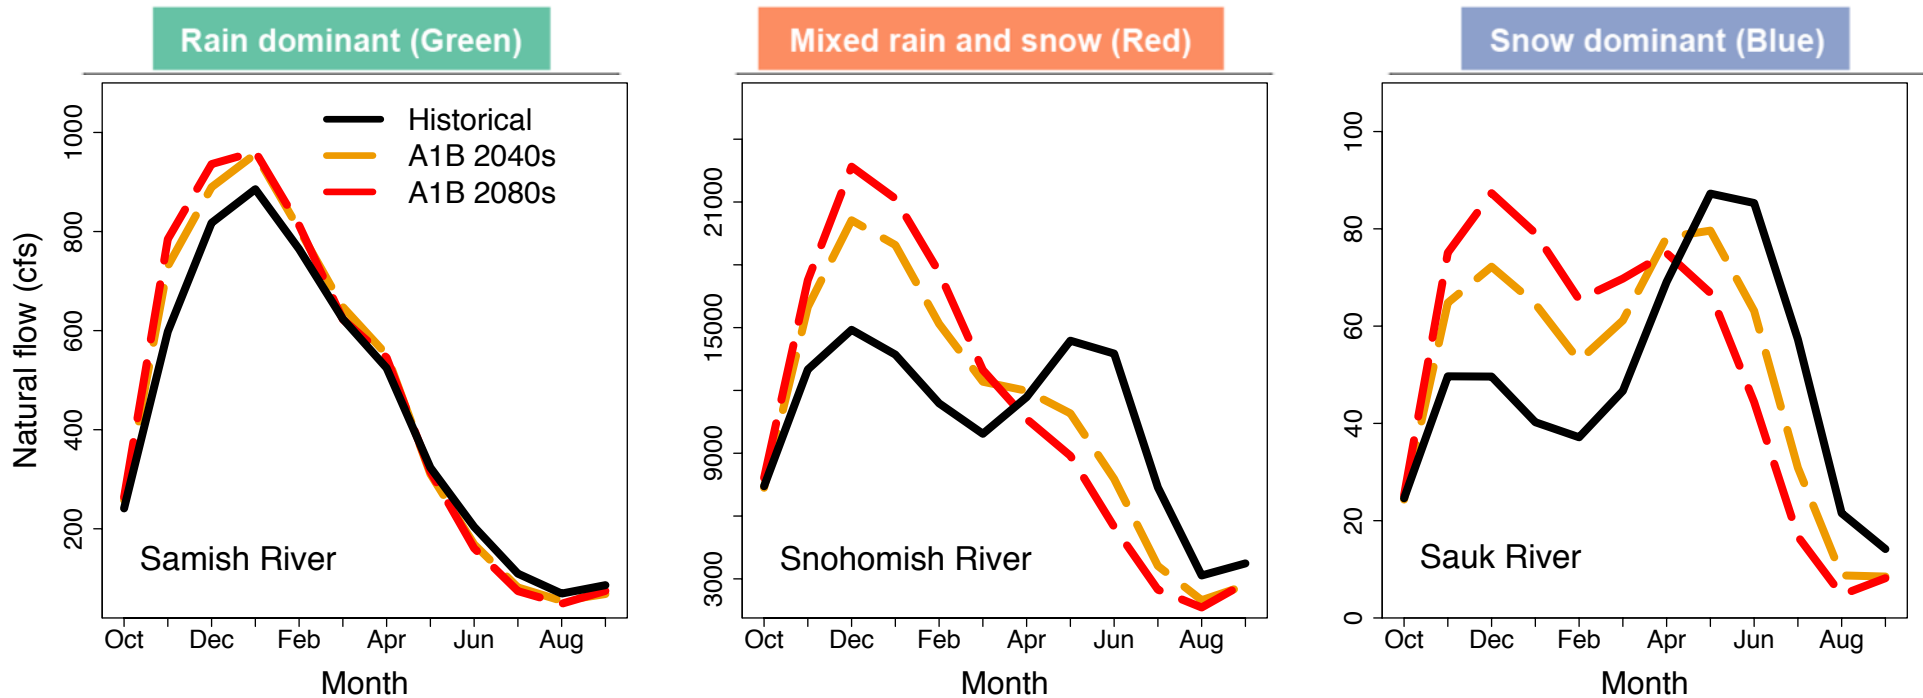 Rain dominant (Green)
Mixed rain and snow (Red)
Snow dominant (Blue)
Natural flow (cfs)
1000
800
600
400
200
Historical
A1B 2040s
A1B 2080s
Samish River
Oct
Dec
Feb
Apr
Jun
Aug
Month
21000
15000
9000
3000
Snohomish River
Oct
Dec
Feb
Apr
Jun
Aug
Month
100
80
60
40
20
0
Sauk River
Oct
Dec
Feb
Apr
Jun
Aug
Month